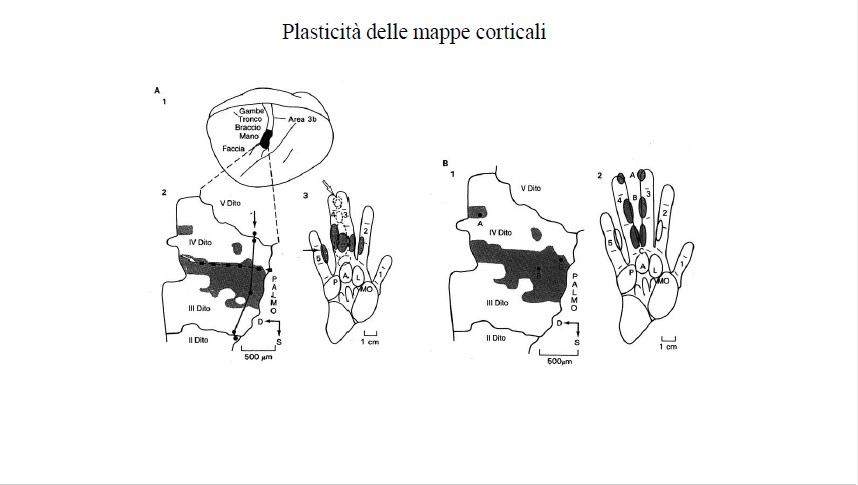 Plasticità delle mappe corticali
A
1
Gambe
Tronco
Braccio
Mano
Faccia
Area 3b
2
V Dito
IV Dito
III Dito
II Dito
PALMO
D
S
500 µm
3
4
3
2
5
1
P
A
L
MO
1 cm
B
1
V Dito
A
IV Dito
III Dito
II Dito
PALMO
D
S
500µm
2
A
B
C
4
3
2
5
1
P
A
L
MO
1 cm